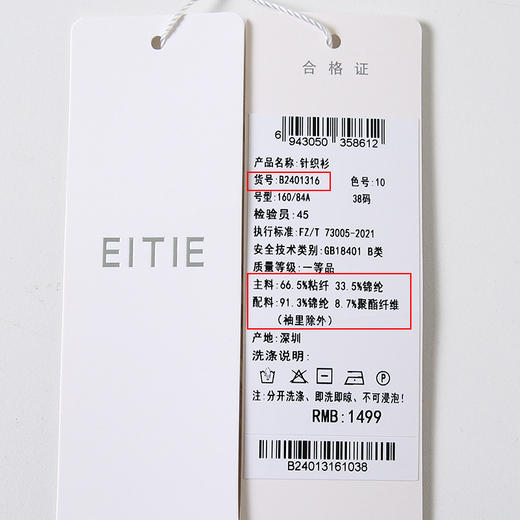 EITIE
合格证
6 943050 358612
产品名称:针织衫
货号:B2401316 色号:10
号型:160/84A 38码
检验员:45
执行标准:FZ/T 73005-2021
安全技术类别:GB18401 B类
质量等级:一等品
主料:66.5%粘纤 33.5%锦纶
配料:91.3%锦纶 8.7%聚酯纤维
(袖里除外)
产地:深圳
洗涤说明:
P
注:分开洗涤、即洗即晾、不可浸泡!
RMB:1499
B24013161038